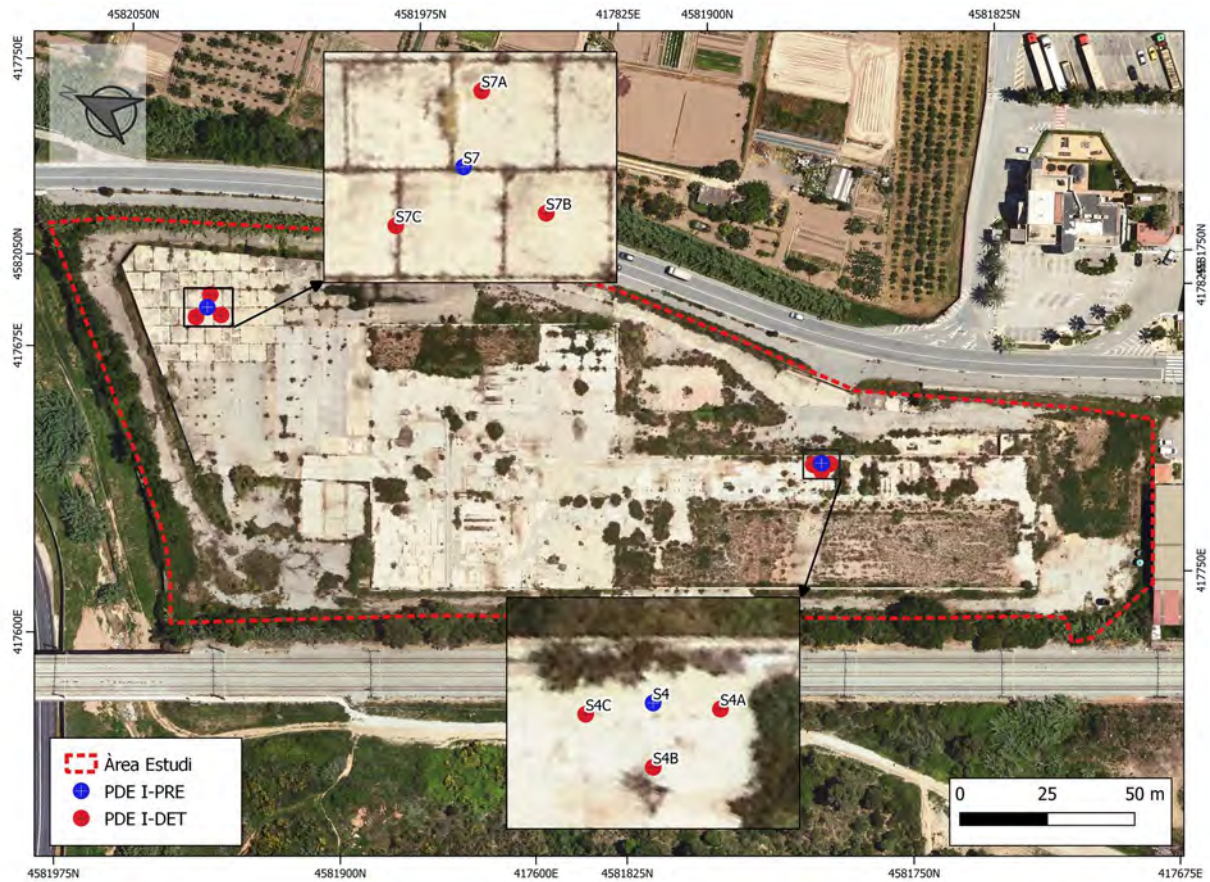 4582050N 4581975N 417825E 4581900N 4581825N
417750E
N
S7A
S7
S7B
S7C
4582050N
4581750N
417825E
417675E
417750E
417600E
S4
S4C
S4A
S4B
Àrea Estudi
PDE I-PRE
PDE I-DET
0 25 50 m
4581975N 4581900N 417600E 4581825N 4581750N 417675E